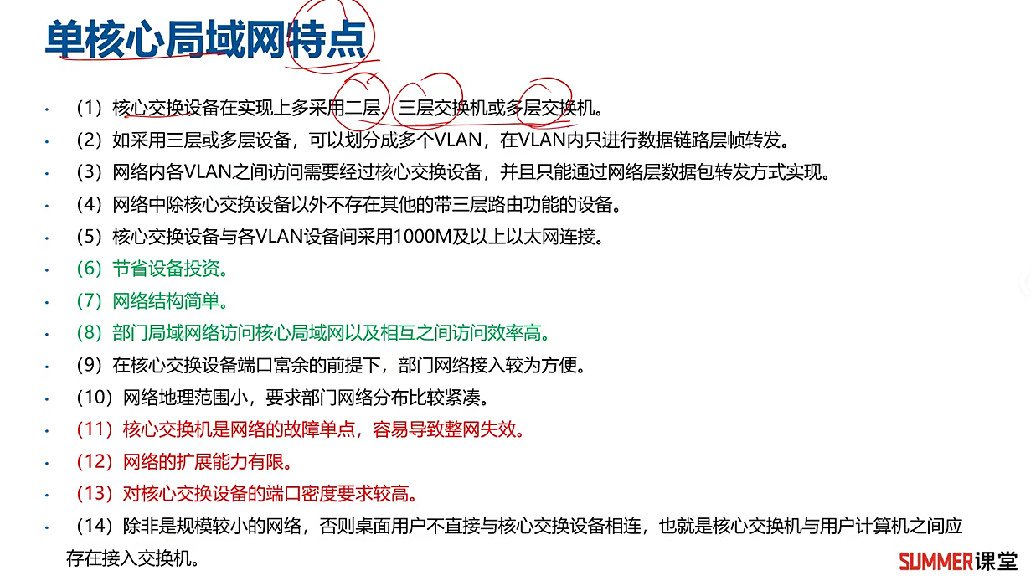 单核心局域网特点
· （1）核心交换设备在实现上多采用二层、三层交换机或多层交换机。
· （2）如采用三层或多层设备，可以划分成多个VLAN，在VLAN内只进行数据链路层帧转发。
· （3）网络内各VLAN之间访问需要经过核心交换设备，并且只能通过网络层数据包转发方式实现。
· （4）网络中除核心交换设备以外不存在其他的带三层路由功能的设备。
· （5）核心交换设备与各VLAN设备间采用1000M及以上以太网连接。
· （6）节省设备投资。
· （7）网络结构简单。
· （8）部门局域网络访问核心局域网以及相互之间访问效率高。
· （9）在核心交换设备端口富余的前提下，部门网络接入较为方便。
· （10）网络地理范围小，要求部门网络分布比较紧凑。
· （11）核心交换机是网络的故障单点，容易导致整网失效。
· （12）网络的扩展能力有限。
· （13）对核心交换设备的端口密度要求较高。
· （14）除非是规模较小的网络，否则桌面用户不直接与核心交换设备相连，也就是核心交换机与用户计算机之间应
存在接入交换机。
SUMMER课堂